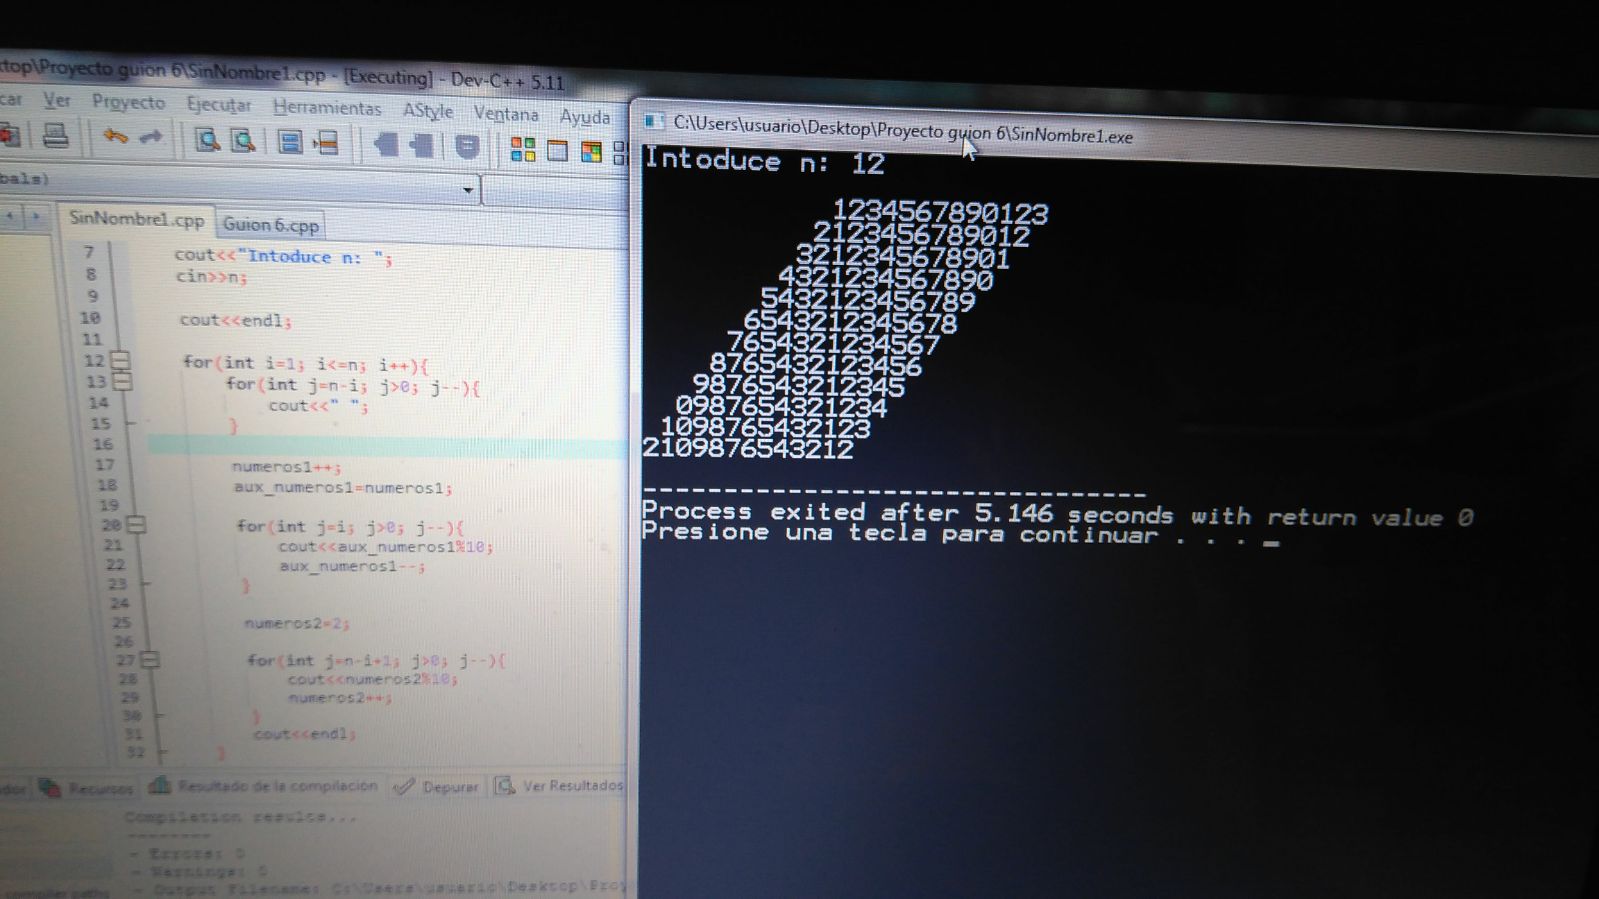 ktop\Proyecto guion 6\SinNombre1.cpp - [Executing] - Dev-C++ 5.11
car Ver Proyecto Ejecutar Herramientas AStyle Ventana Ayuda
bals)
SinNombre1.cpp Guion 6.cpp
7 cout<<"Intoduce n: ";
8 cin>>n;
9
10 cout<<endl;
11
12 for(int i=1; i<=n; i++){
13 for(int j=n-i; j>0; j--){
14 cout<<" ";
15 }
16
17 numeros1++;
18 aux_numeros1=numeros1;
19
20 for(int j=i; j>0; j--){
21 cout<<aux_numeros1%10;
22 aux_numeros1--;
23 }
24
25 numeros2=2;
26
27 for(int j=n-i+1; j>0; j--){
28 cout<<numeros2%10;
29 numeros2++;
30 }
31 cout<<endl;
32 }
Recursos Resultado de la compilación Depurar Ver Resultados
Compilation results...
--------
- Errors: 0
- Warnings: 0
- Output Filename: C:\Users\usuario\Desktop\Proy
compiler paths
C:\Users\usuario\Desktop\Proyecto guion 6\SinNombre1.exe
Intoduce n: 12
1234567890123
2123456789012
3212345678901
4321234567890
5432123456789
6543212345678
7654321234567
8765432123456
9876543212345
0987654321234
1098765432123
2109876543212
--------------------------------
Process exited after 5.146 seconds with return value 0
Presione una tecla para continuar . . . _